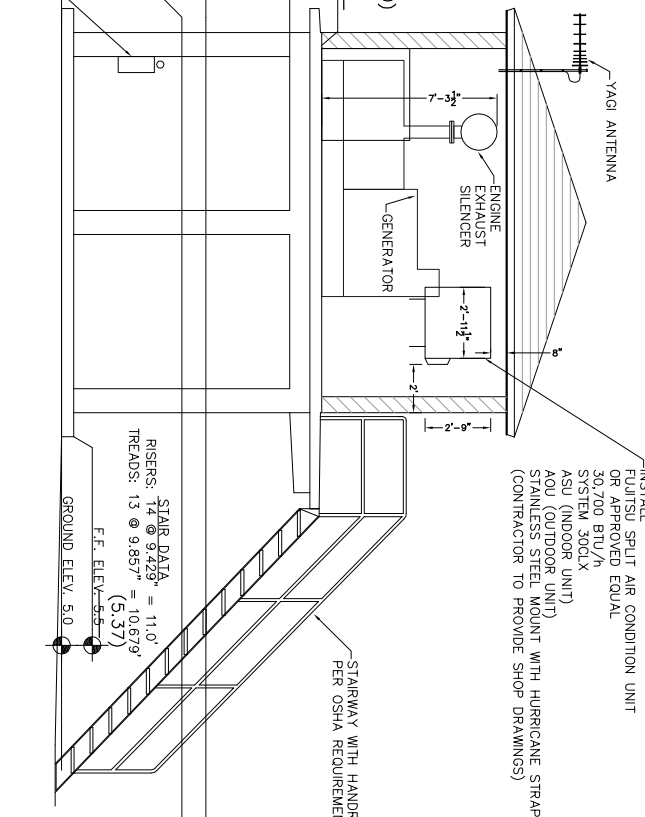 YAGI ANTENNA
7'-3½"
ENGINE
EXHAUST
SILENCER
GENERATOR
2'-11½"
8"
2'
2'-9"
INSTALL
FUJITSU SPLIT AIR CONDITION UNIT
OR APPROVED EQUAL
30,700 BTU/h
SYSTEM 30CLX
ASU (INDOOR UNIT)
AOU (OUTDOOR UNIT)
STAINLESS STEEL MOUNT WITH HURRICANE STRAP
(CONTRACTOR TO PROVIDE SHOP DRAWINGS)
STAIRWAY WITH HANDR
PER OSHA REQUIREME
STAIR DATA
RISERS: 14 @ 9.429" = 11.0'
TREADS: 13 @ 9.857" = 10.679'
(5.37)
F.F. ELEV. 5.5
GROUND ELEV. 5.0